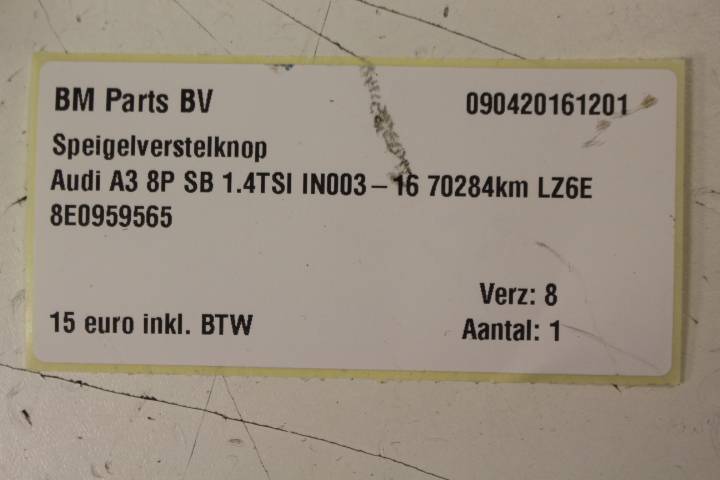 BM Parts BV 090420161201
Speigelverstelknop
Audi A3 8P SB 1.4TSI IN003-16 70284km LZ6E
8E0959565
Verz: 8
15 euro inkl. BTW Aantal: 1